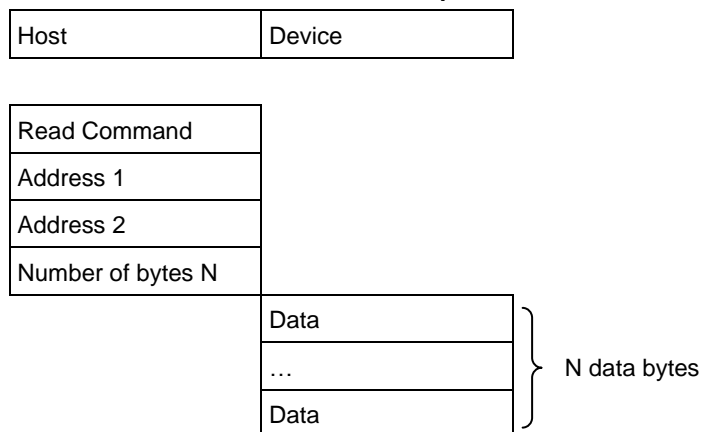 Host Device
Read Command
Address 1
Address 2
Number of bytes N
Data
… N data bytes
Data